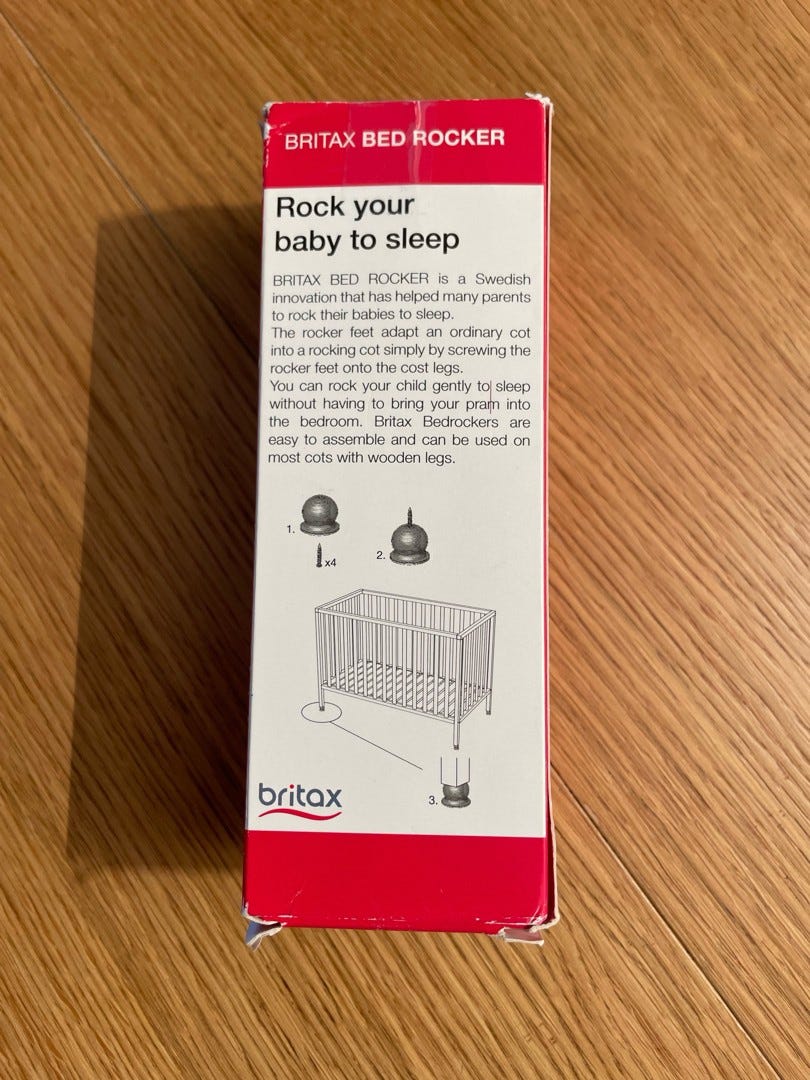 BRITAX BED ROCKER
Rock your
baby to sleep
BRITAX BED ROCKER is a Swedish
innovation that has helped many parents
to rock their babies to sleep.
The rocker feet adapt an ordinary cot
into a rocking cot simply by screwing the
rocker feet onto the cost legs.
You can rock your child gently to sleep
without having to bring your pram into
the bedroom. Britax Bedrockers are
easy to assemble and can be used on
most cots with wooden legs.
1.
x4
2.
3.
britax